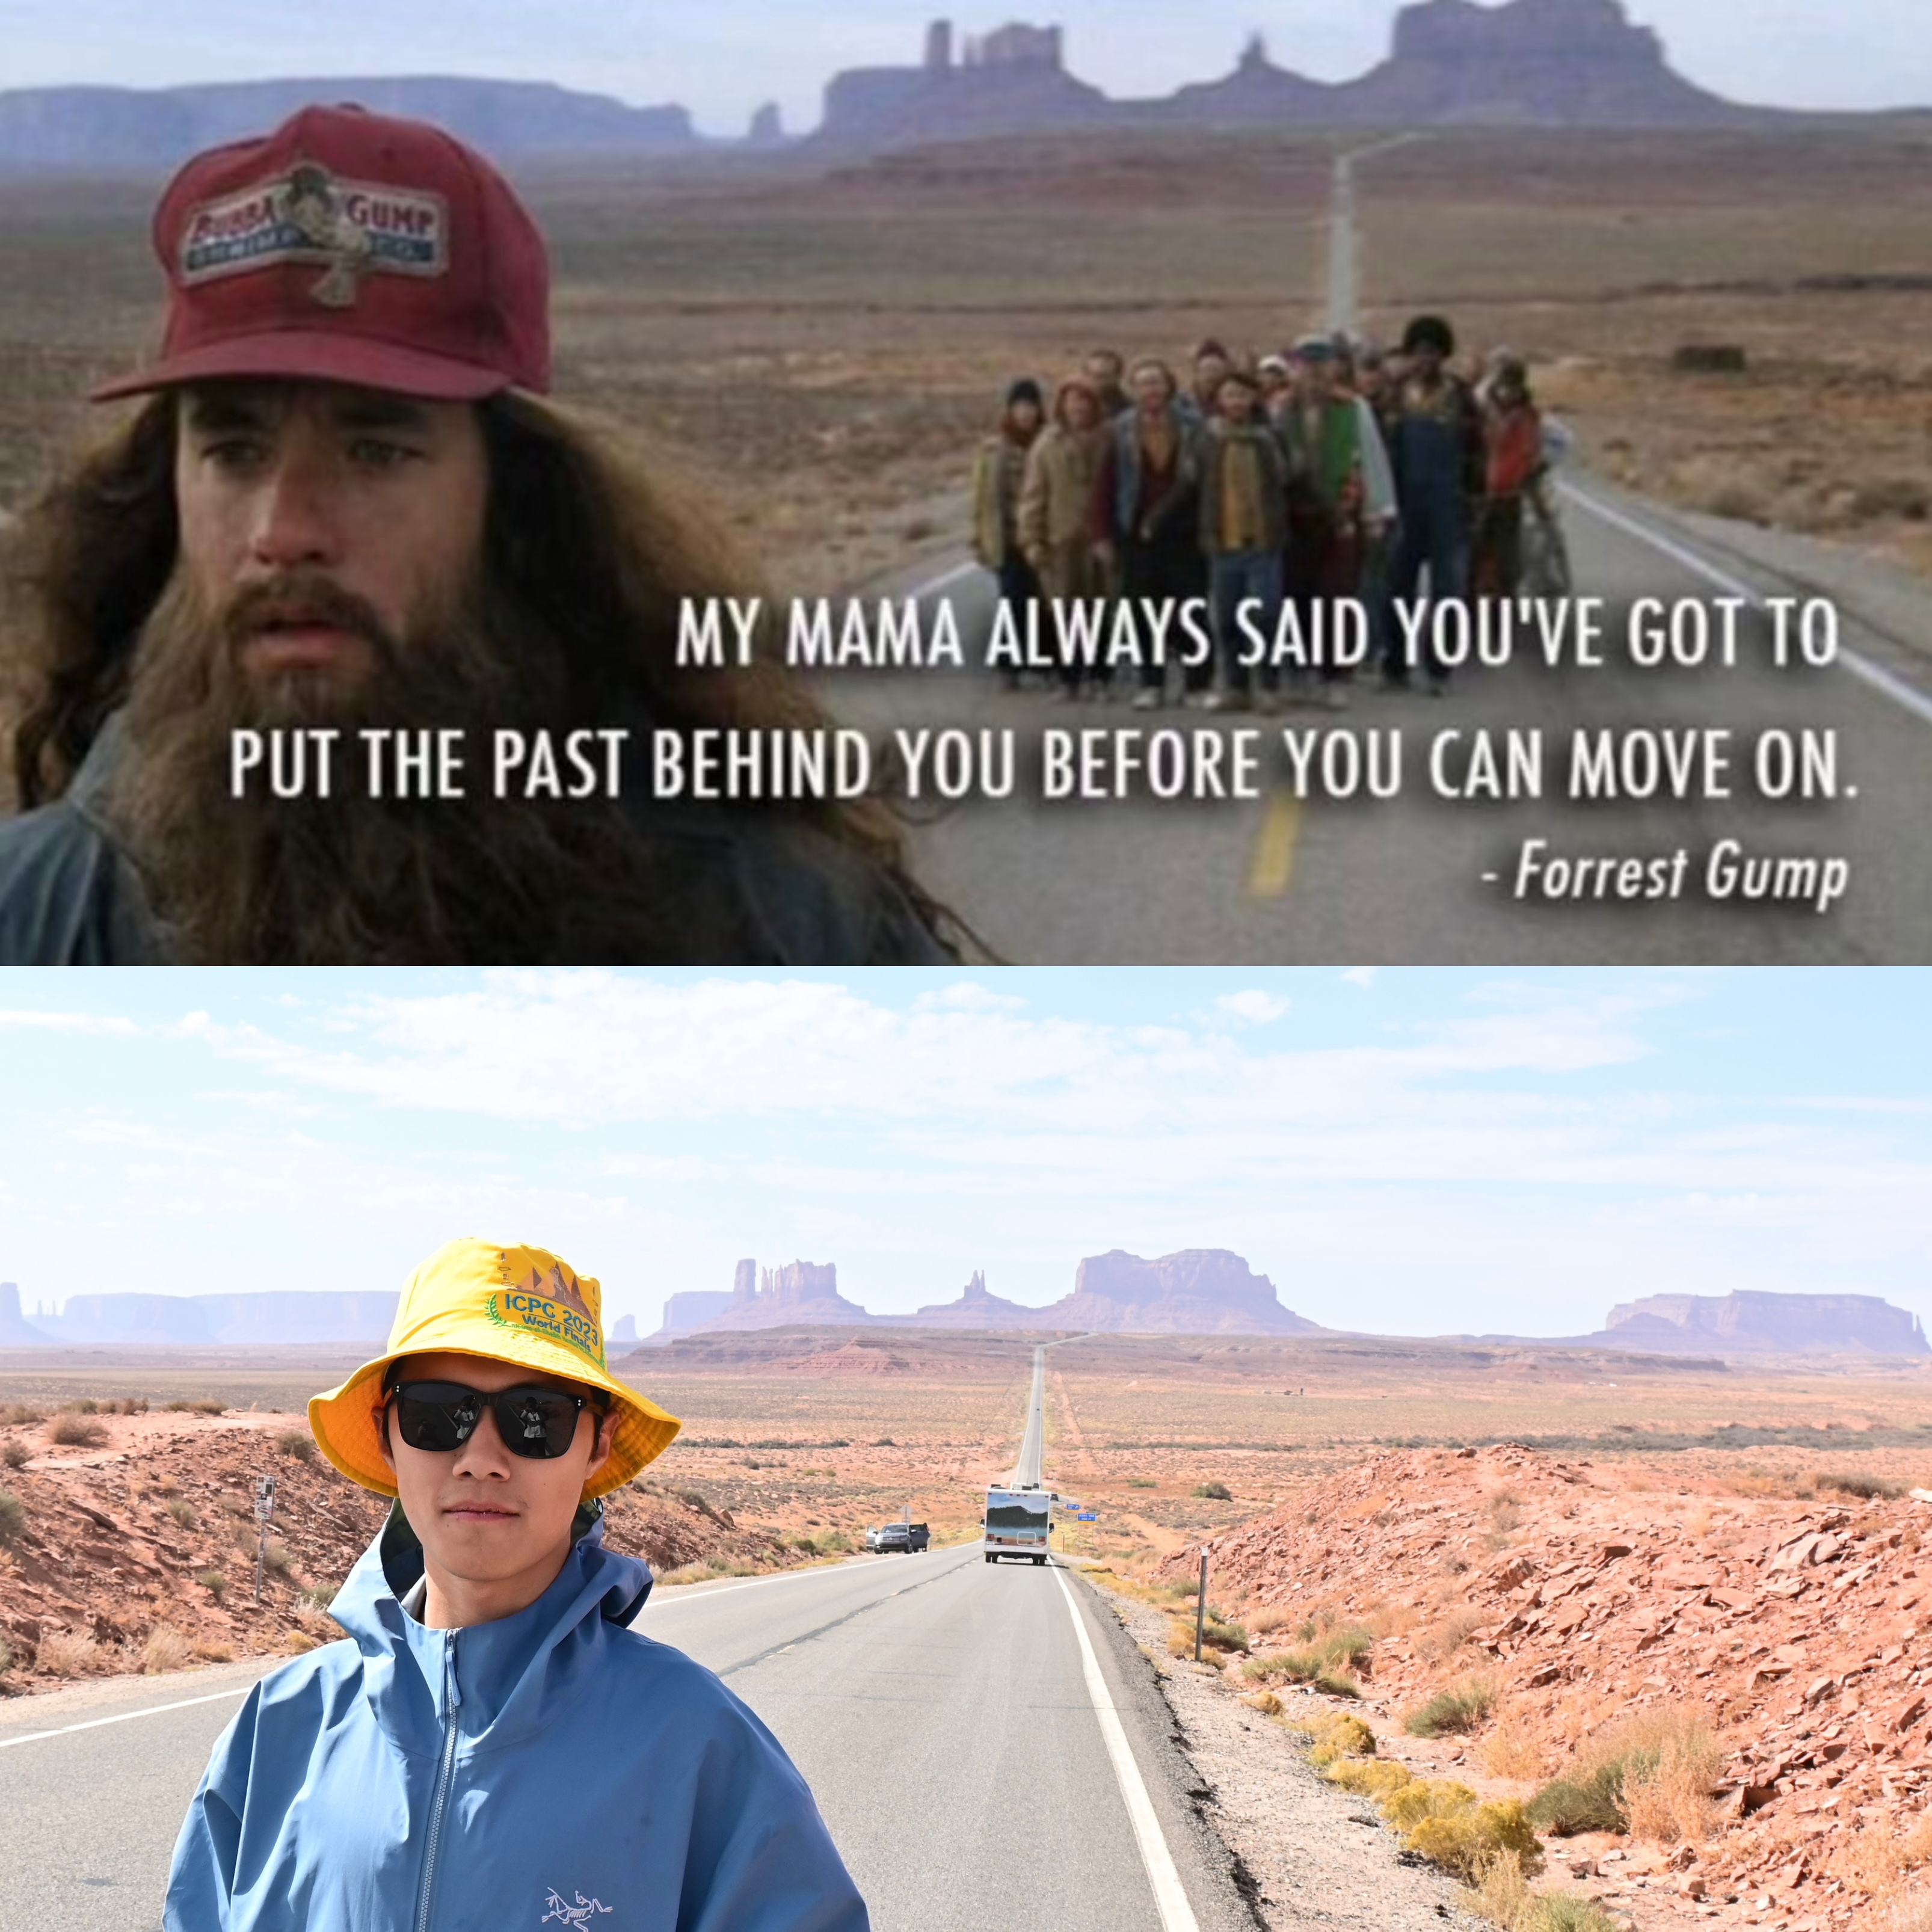 BUBBA GUMP
MY MAMA ALWAYS SAID YOU'VE GOT TO
PUT THE PAST BEHIND YOU BEFORE YOU CAN MOVE ON.
- Forrest Gump
ICPC 2023
World Finals